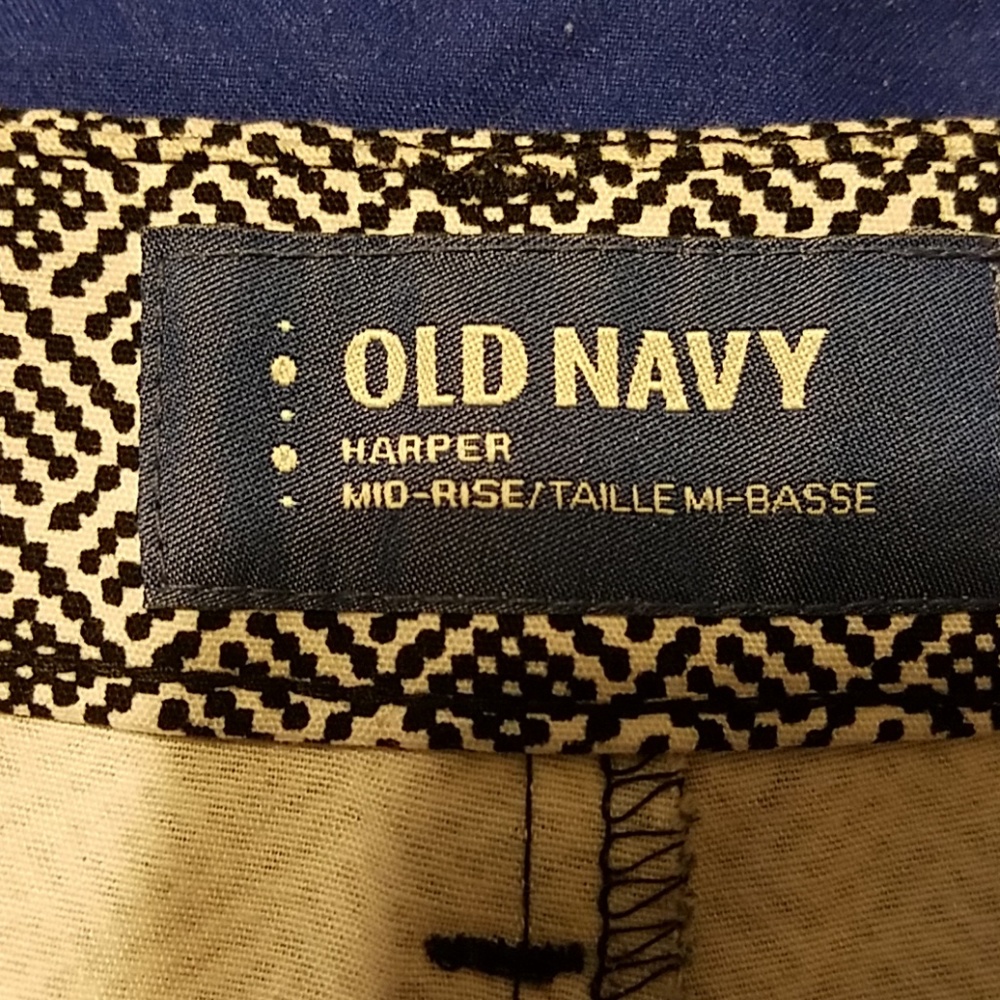 OLD NAVY
HARPER
MID-RISE/TAILLE MI-BASSE